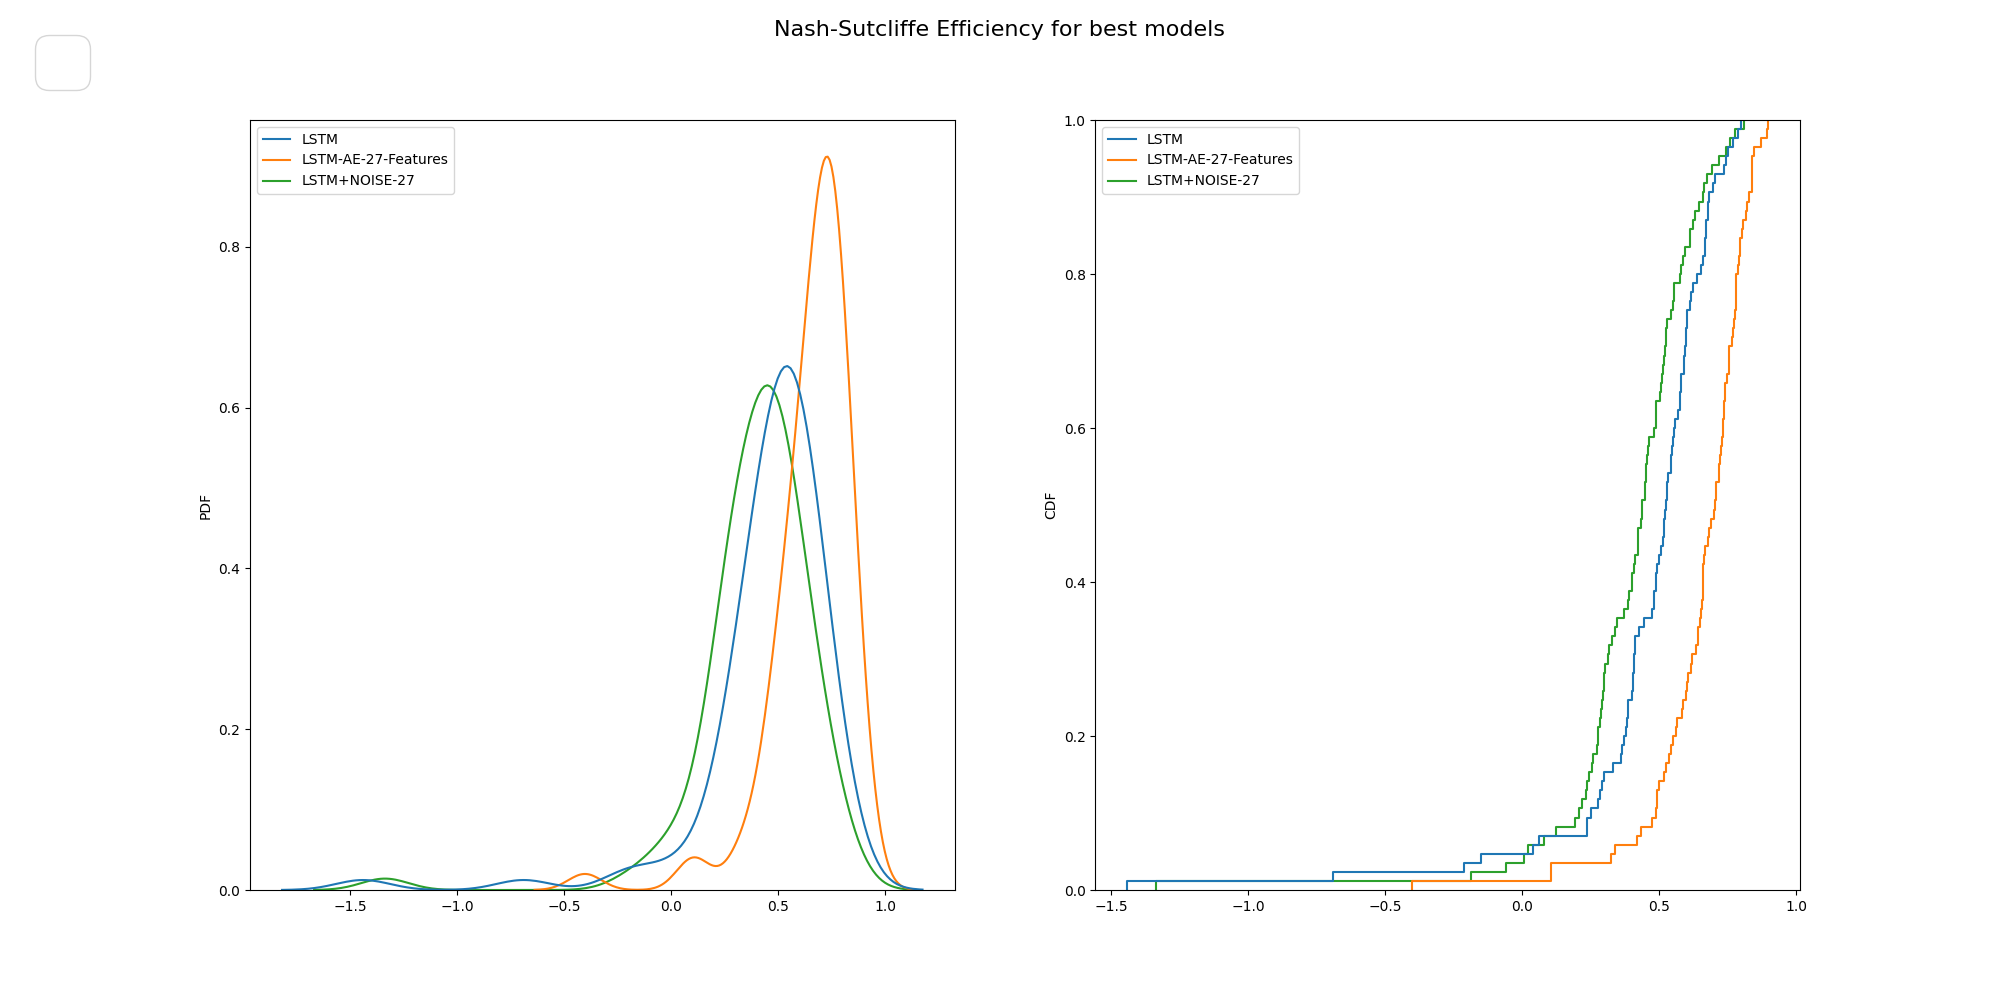 Nash-Sutcliffe Efficiency for best models
LSTM
LSTM-AE-27-Features
LSTM+NOISE-27
PDF
0.8
0.6
0.4
0.2
0.0
−1.5 −1.0 −0.5 0.0 0.5 1.0
LSTM
LSTM-AE-27-Features
LSTM+NOISE-27
CDF
1.0
0.8
0.6
0.4
0.2
0.0
−1.5 −1.0 −0.5 0.0 0.5 1.0